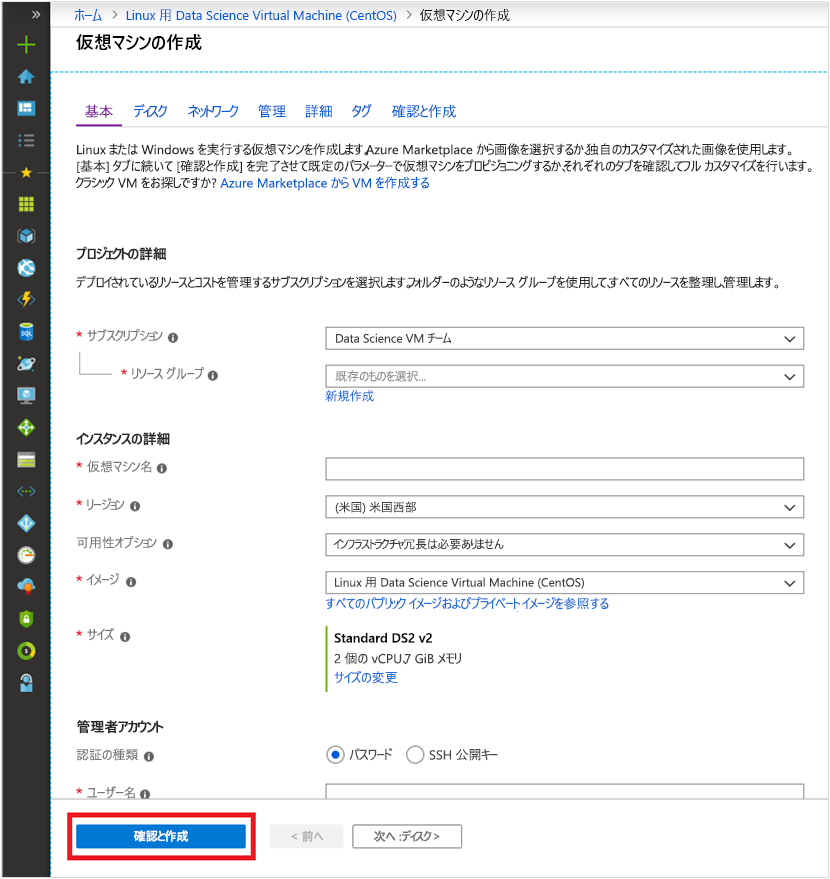 »
ホーム > Linux 用 Data Science Virtual Machine (CentOS) > 仮想マシンの作成
仮想マシンの作成
基本 ディスク ネットワーク 管理 詳細 タグ 確認と作成
Linux または Windows を実行する仮想マシンを作成します。Azure Marketplace から画像を選択するか、独自のカスタマイズされた画像を使用します。
[基本] タブに続いて [確認と作成] を完了させて既定のパラメーターで仮想マシンをプロビジョニングするか、それぞれのタブを確認してフル カスタマイズを行います。
クラシック VM をお探しですか? Azure Marketplace から VM を作成する
プロジェクトの詳細
デプロイされているリソースとコストを管理するサブスクリプションを選択します。フォルダーのようなリソース グループを使用して、すべてのリソースを整理し、管理します。
* サブスクリプション Data Science VM チーム
* リソース グループ 既存のものを選択...
新規作成
インスタンスの詳細
* 仮想マシン名
* リージョン (米国) 米国西部
可用性オプション インフラストラクチャ冗長は必要ありません
* イメージ Linux 用 Data Science Virtual Machine (CentOS)
すべてのパブリック イメージおよびプライベート イメージを参照する
* サイズ Standard DS2 v2
2 個の vCPU、7 GiB メモリ
サイズの変更
管理者アカウント
認証の種類 パスワード SSH 公開キー
* ユーザー名
確認と作成 < 前へ 次へ :ディスク >